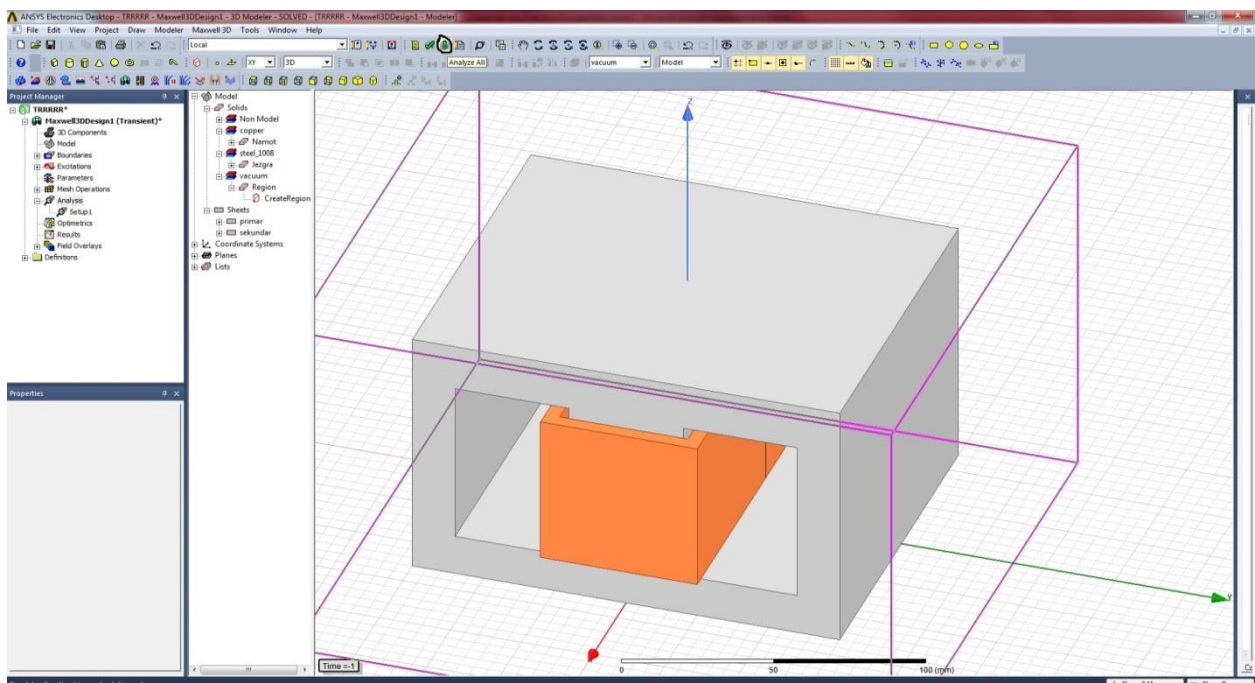 ANSYS Electronics Desktop - TRRRRR - Maxwell3DDesign1 - 3D Modeler - SOLVED - [TRRRRR - Maxwell3DDesign1 - Modeler]
File Edit View Project Draw Modeler Maxwell 3D Tools Window Help
Local
XY 3D Analyze All vacuum Model
Project Manager
TRRRRR*
Maxwell3DDesign1 (Transient)*
3D Components
Model
Boundaries
Excitations
Parameters
Mesh Operations
Analysis
Setup1
Optimetrics
Results
Field Overlays
Definitions
Properties
Model
Solids
Non Model
copper
Namot
steel_1008
Jezgra
vacuum
Region
CreateRegion
Sheets
primar
sekundar
Coordinate Systems
Planes
Lists
Z
Y
Time =-1
0 50 100 (mm)